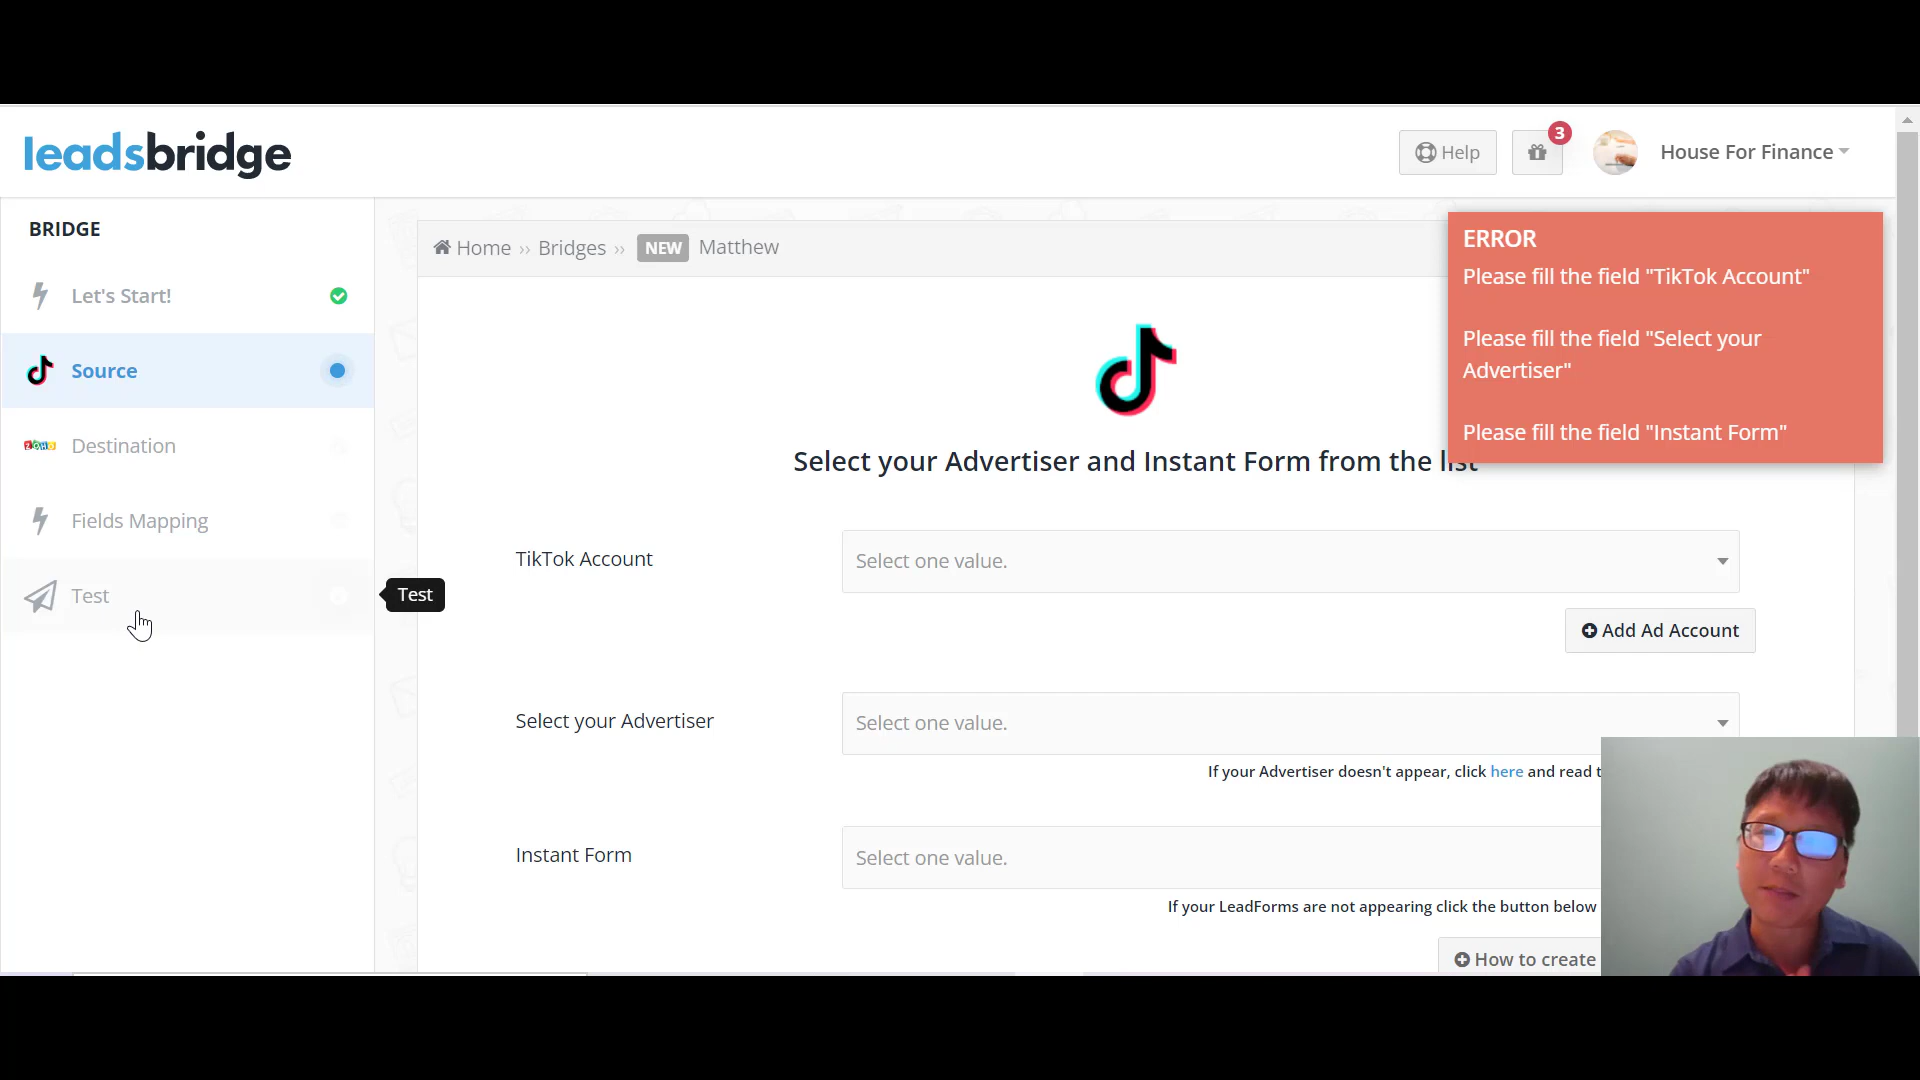 leadsbridge
Help
3
House For Finance
BRIDGE
Let's Start!
Source
ZOHO
Destination
Fields Mapping
Test
Test
Home ›› Bridges ›› NEW Matthew
ERROR
Please fill the field "TikTok Account"
Please fill the field "Select your
Advertiser"
Please fill the field "Instant Form"
Select your Advertiser and Instant Form from the list
TikTok Account
Select one value.
Add Ad Account
Select your Advertiser
Select one value.
If your Advertiser doesn't appear, click here and read t
Instant Form
Select one value.
If your LeadForms are not appearing click the button below
How to create